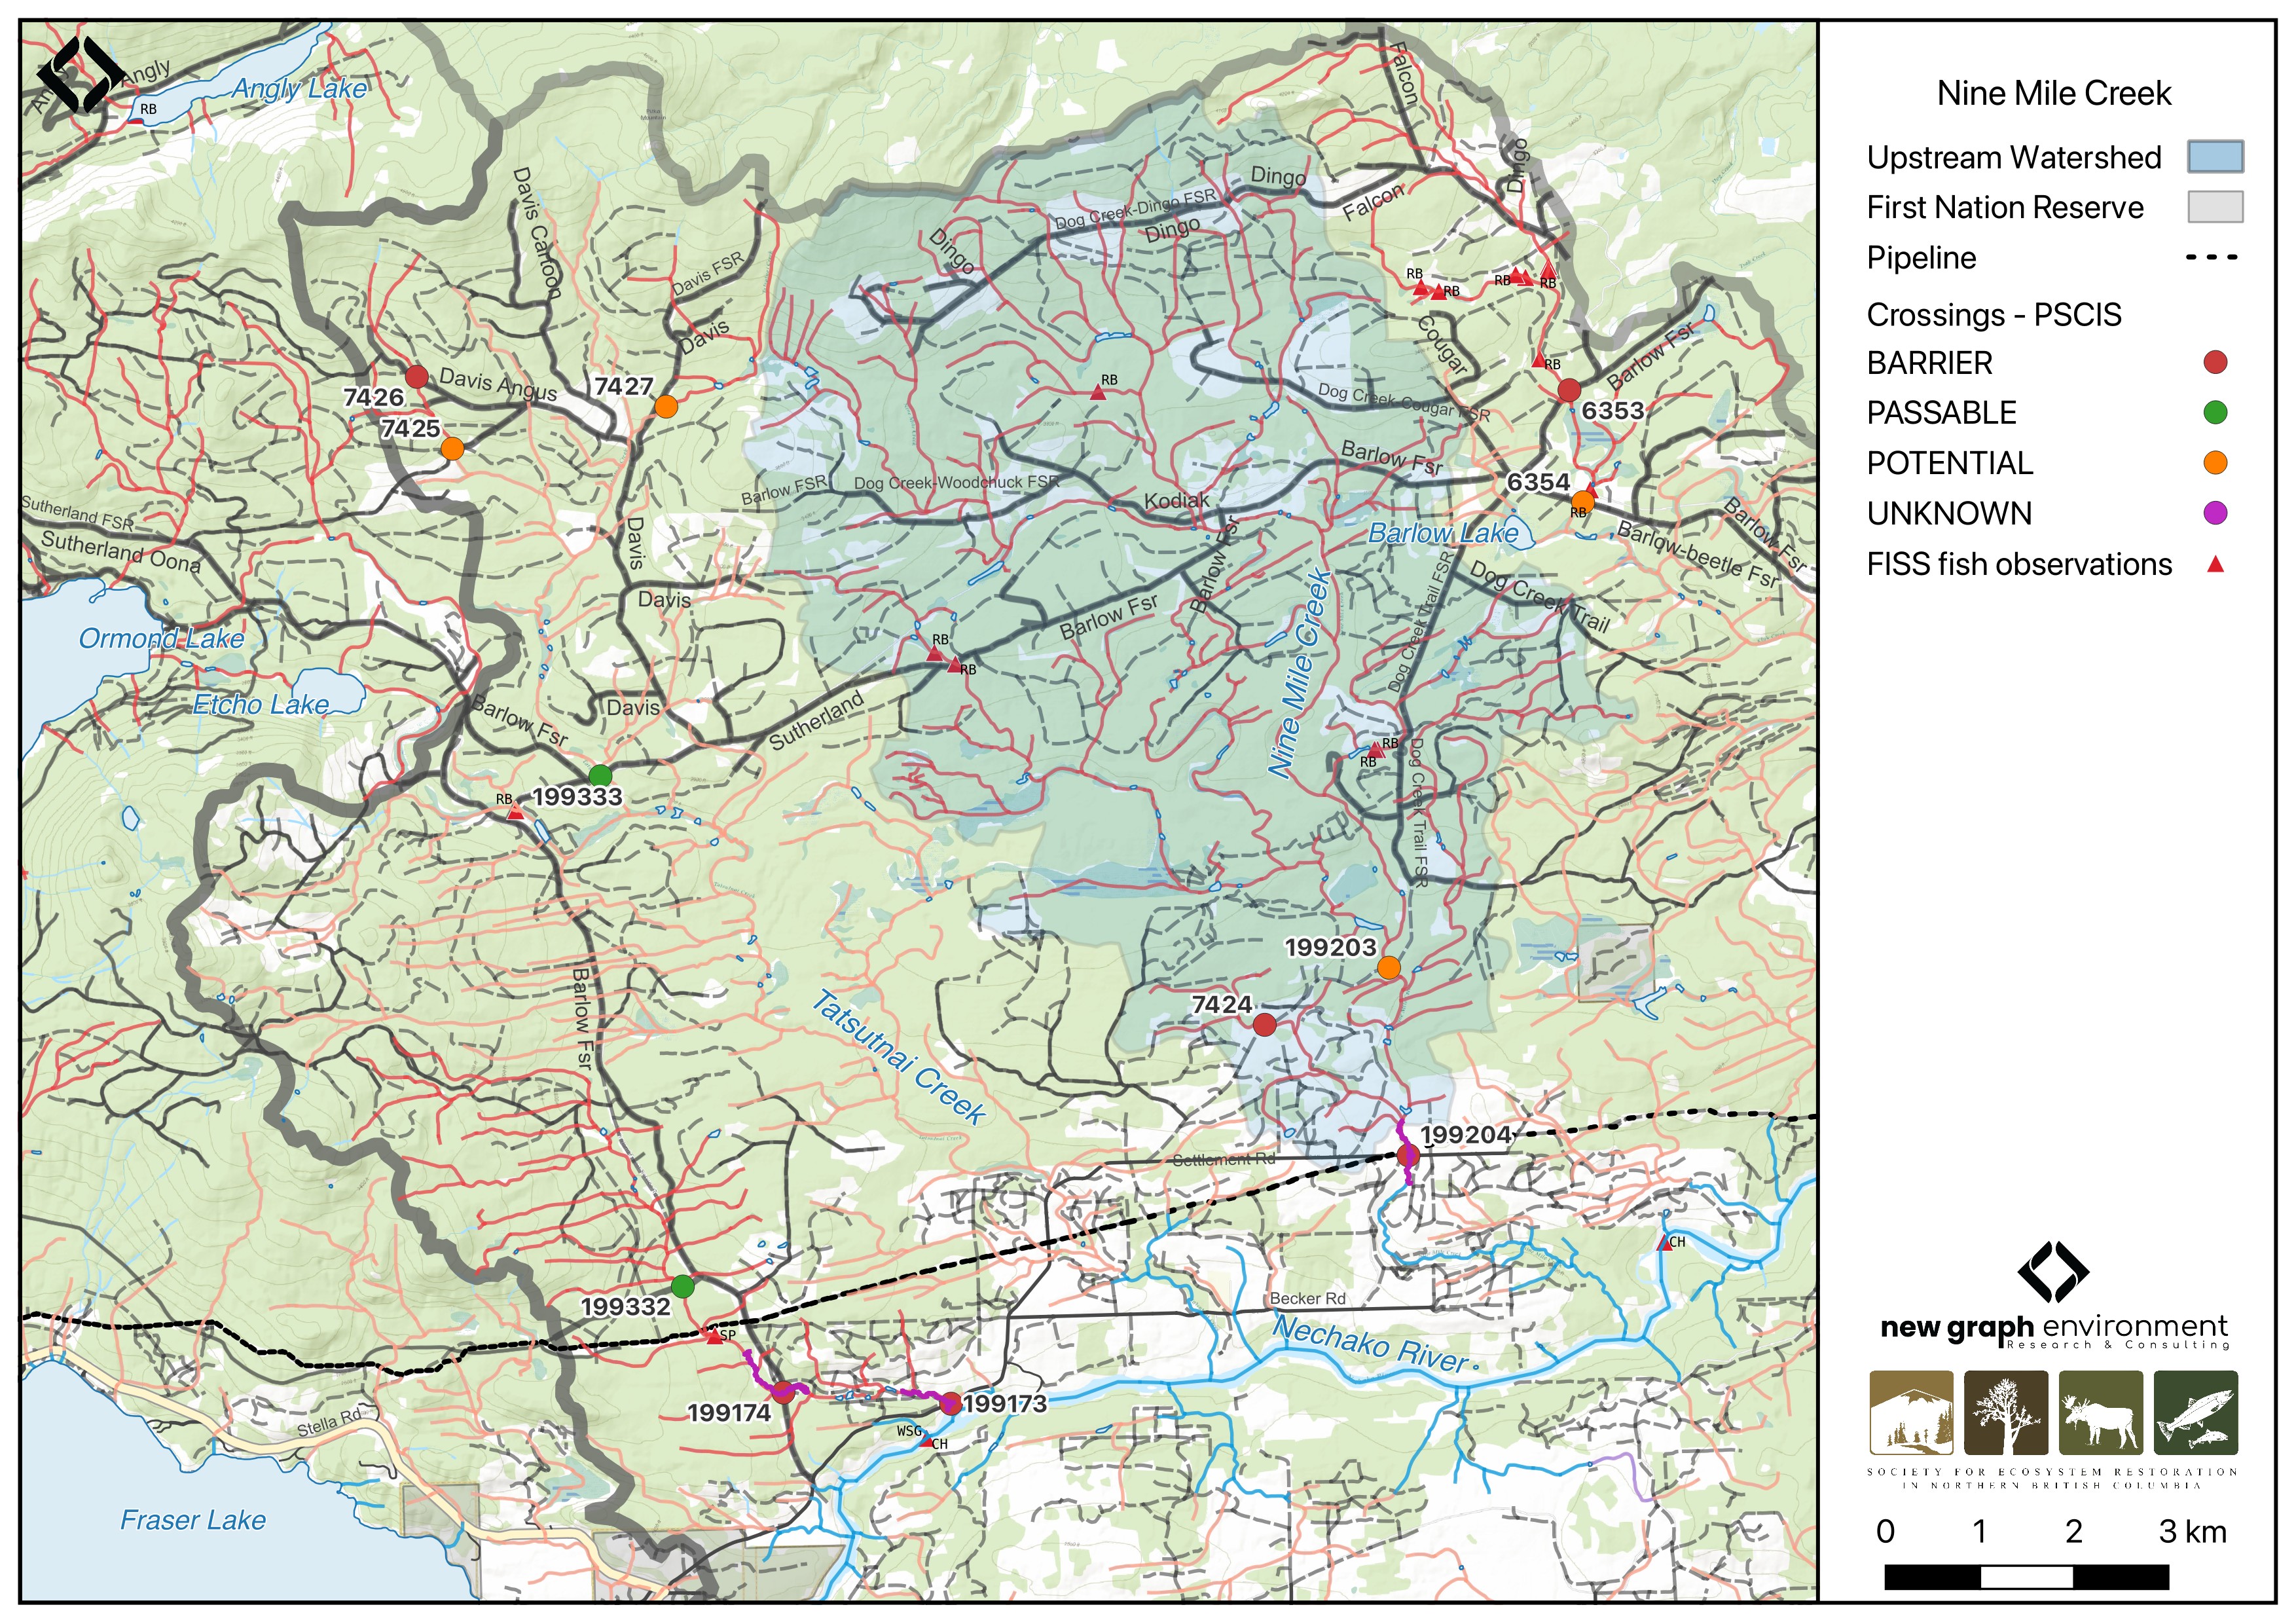 Nine Mile Creek
Upstream Watershed
First Nation Reserve
Pipeline
Crossings - PSCIS
BARRIER
PASSABLE
POTENTIAL
UNKNOWN
FISS fish observations
new graph environment
Research & Consulting
SOCIETY FOR ECOSYSTEM RESTORATION
IN NORTHERN BRITISH COLUMBIA
0 1 2 3 km
Angly
Angly Lake
RB
Falcon
Dingo
Davis Cartoon
Dingo
Falcon
Dog Creek-Dingo FSR
Dingo
Dingo
Davis FSR
Davis
RB
RB
RB
RB
Cougar
RB
Barlow Fsr
6353
7426
Davis Angus
7427
7425
RB
Dog Creek-Cougar FSR
Barlow Fsr
6354
RB
Barlow FSR
Dog Creek-Woodchuck FSR
Kodiak
Barlow Lake
Barlow-beetle Fsr
Barlow Fsr
Sutherland FSR
Sutherland Oona
Davis
Davis
Barlow Fsr
Barlow Fsr
Dog Creek Trail FSR
Dog Creek Trail
Ormond Lake
Etcho Lake
RB
RB
Nine Mile Creek
Barlow Fsr
Davis
Sutherland
RB
RB
Dog Creek Trail FSR
199333
RB
Barlow Fsr
Tatsutnai Creek
199203
7424
199204
Settlement Rd
199332
SP
Becker Rd
Nechako River
CH
199174
199173
WSG
CH
Stella Rd
Fraser Lake